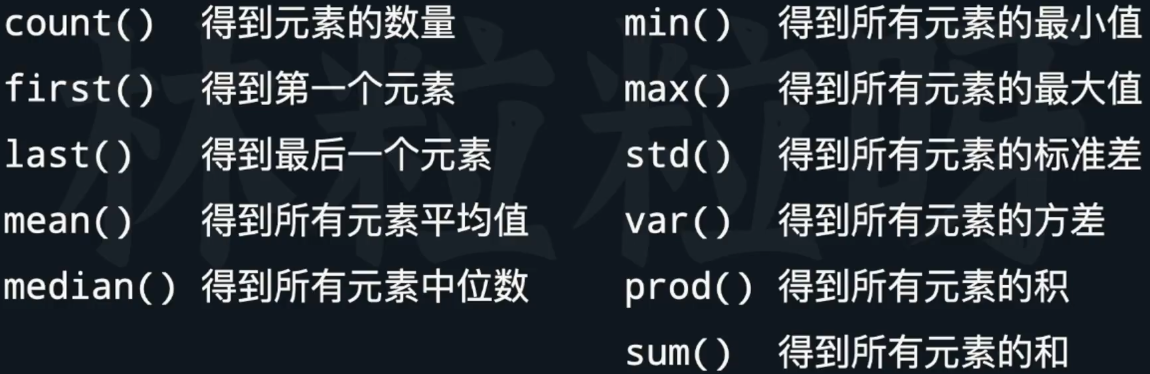 count() 得到元素的数量
first() 得到第一个元素
last() 得到最后一个元素
mean() 得到所有元素平均值
median() 得到所有元素中位数
min() 得到所有元素的最小值
max() 得到所有元素的最大值
std() 得到所有元素的标准差
var() 得到所有元素的方差
prod() 得到所有元素的积
sum() 得到所有元素的和
林粒粒呀